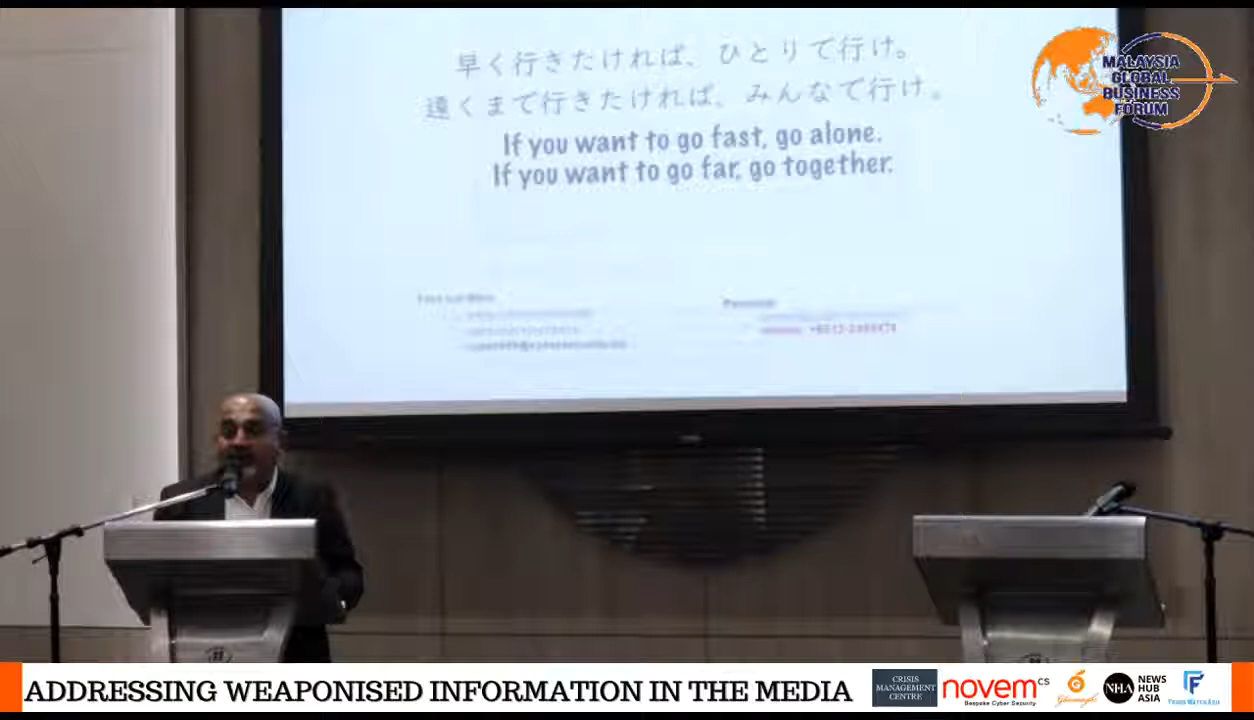 早く行きたければ、ひとりで行け。
遠くまで行きたければ、みんなで行け。
If you want to go fast, go alone.
If you want to go far, go together.
MALAYSIA
GLOBAL
BUSINESS
FORUM
ADDRESSING WEAPONISED INFORMATION IN THE MEDIA
CRISIS
MANAGEMENT
CENTRE
novem CS
Bespoke Cyber Security
NHA
NEWS
HUB
ASIA